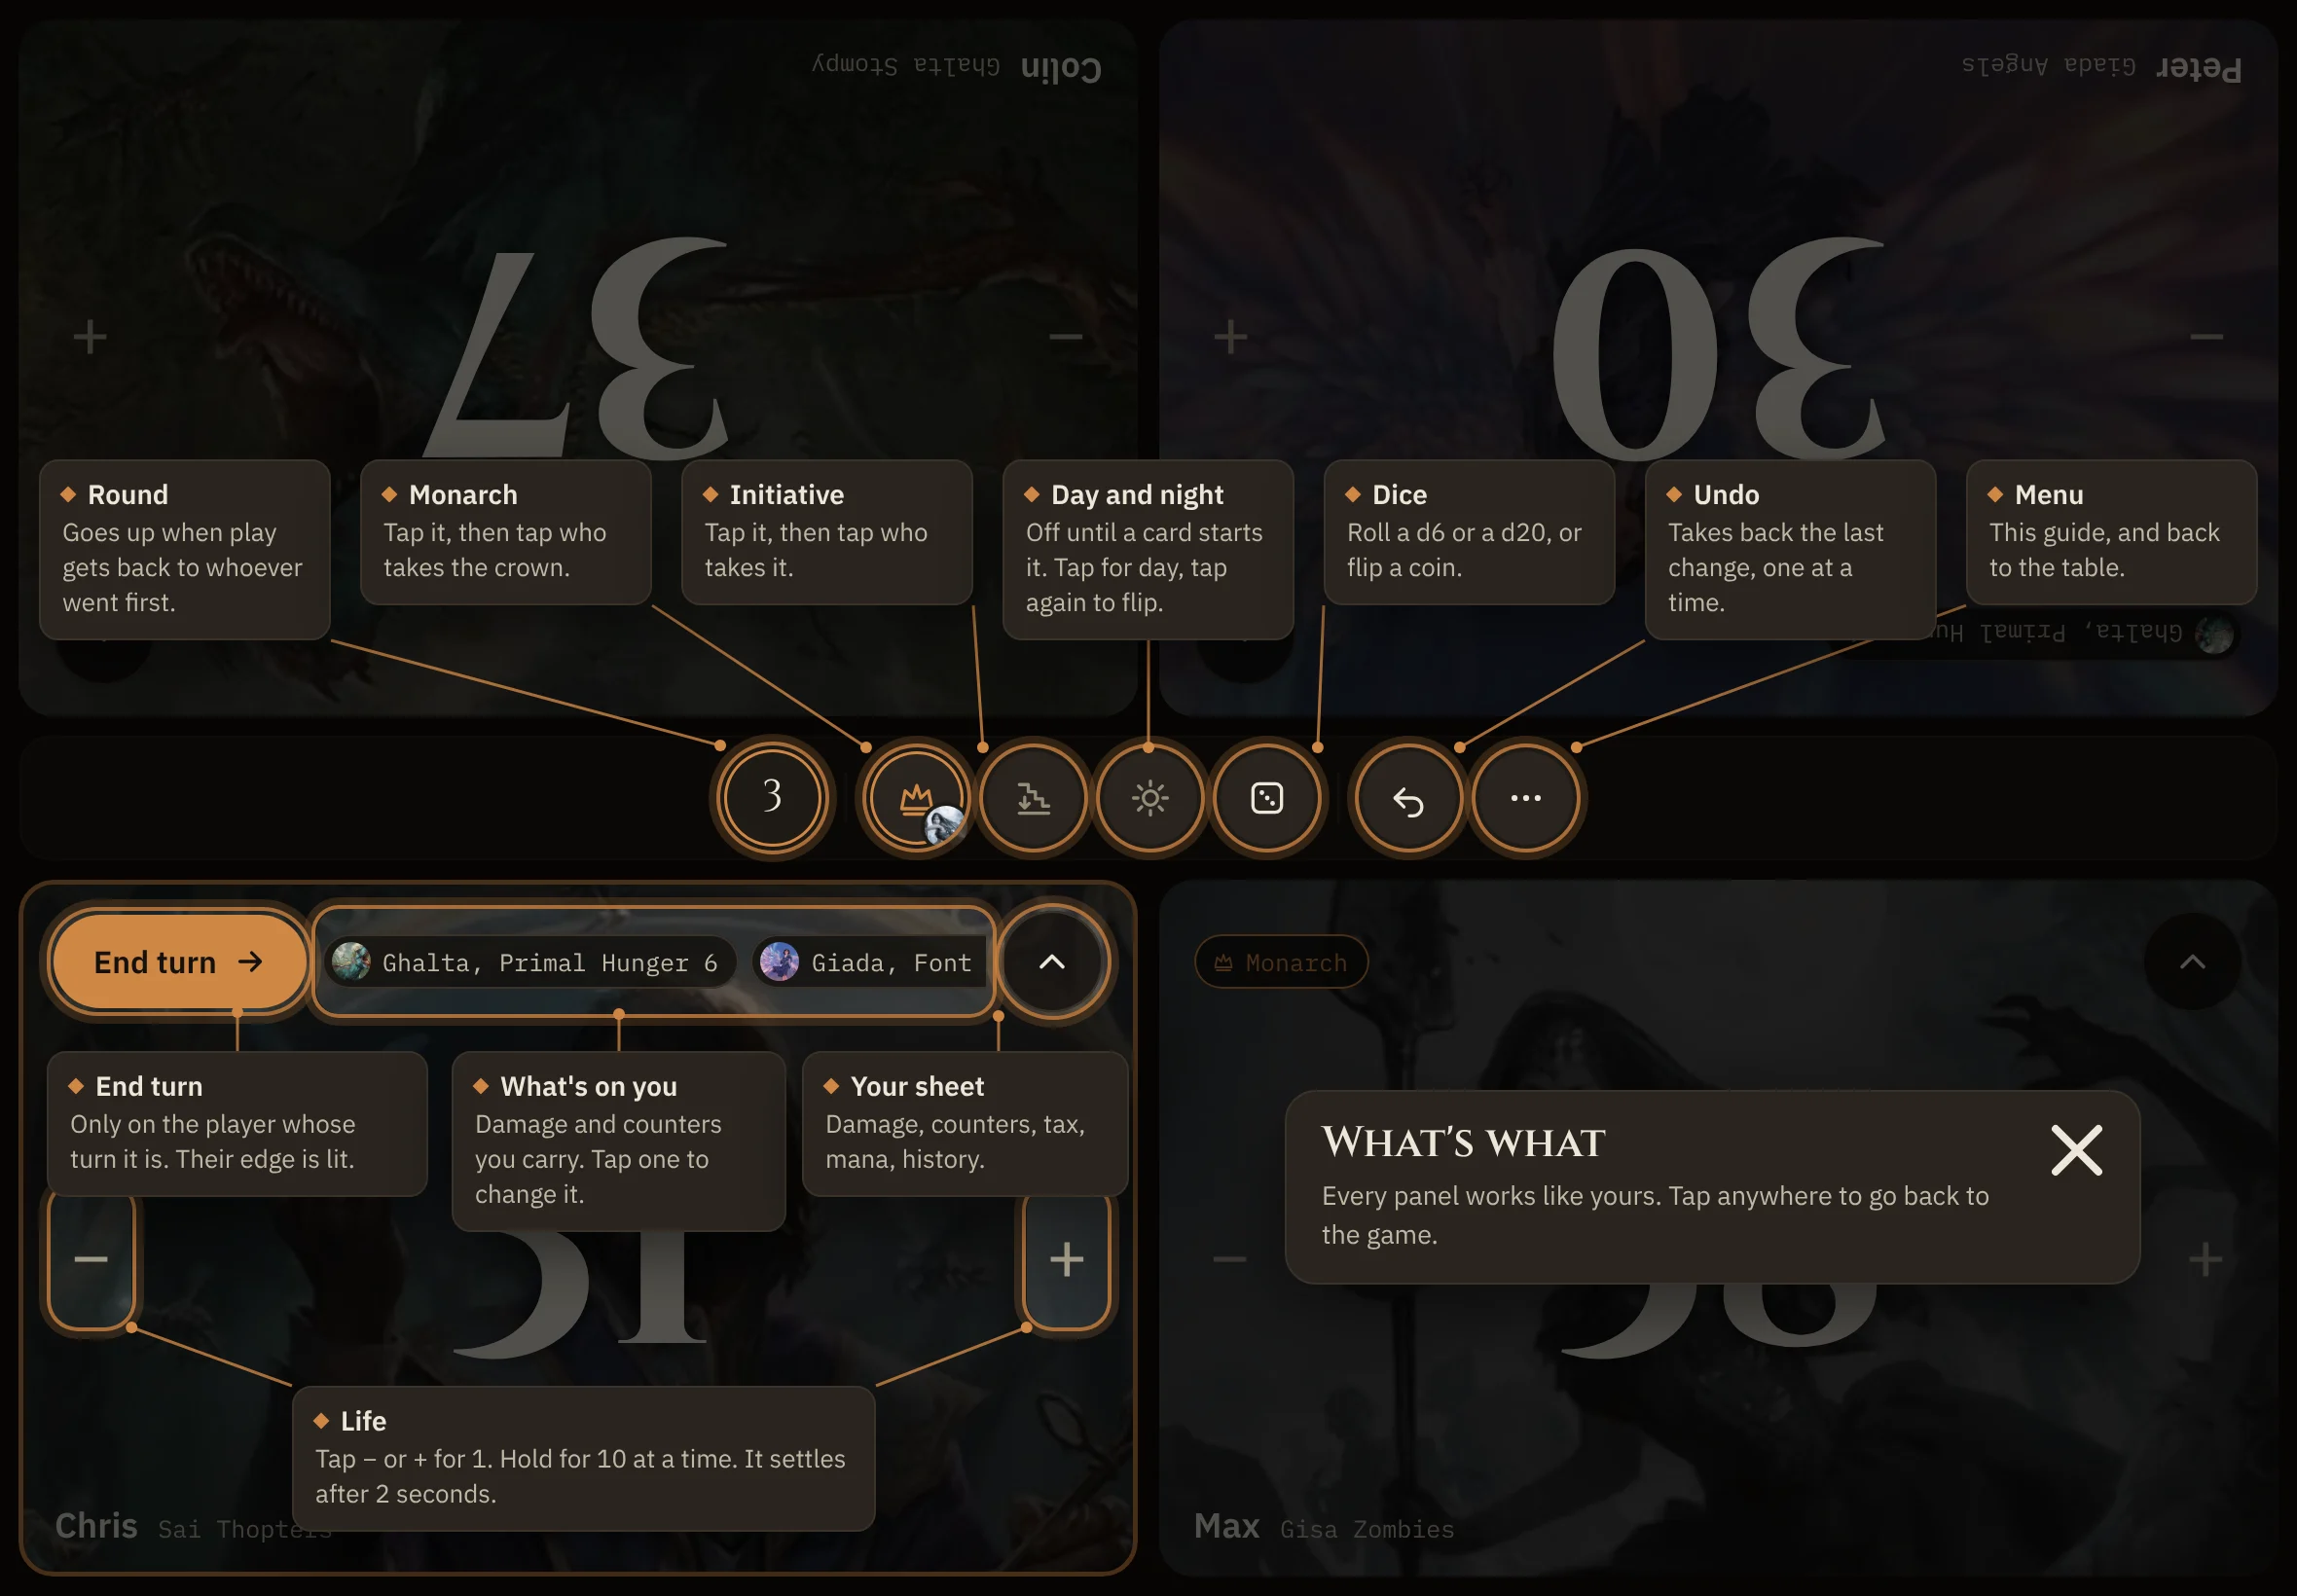 Colin Ghalta Stompy
Peter Giada Angels
37
30
Round
Goes up when play
gets back to whoever
went first.
Monarch
Tap it, then tap who
takes the crown.
Initiative
Tap it, then tap who
takes it.
Day and night
Off until a card starts
it. Tap for day, tap
again to flip.
Dice
Roll a d6 or a d20, or
flip a coin.
Undo
Takes back the last
change, one at a
time.
Menu
This guide, and back
to the table.
Ghalta, Primal Hu
3
End turn →
Ghalta, Primal Hunger 6
Giada, Font
Monarch
End turn
Only on the player whose
turn it is. Their edge is lit.
What's on you
Damage and counters
you carry. Tap one to
change it.
Your sheet
Damage, counters, tax,
mana, history.
What's what
Every panel works like yours. Tap anywhere to go back to
the game.
Life
Tap − or + for 1. Hold for 10 at a time. It settles
after 2 seconds.
Chris Sai Thopters
Max Gisa Zombies